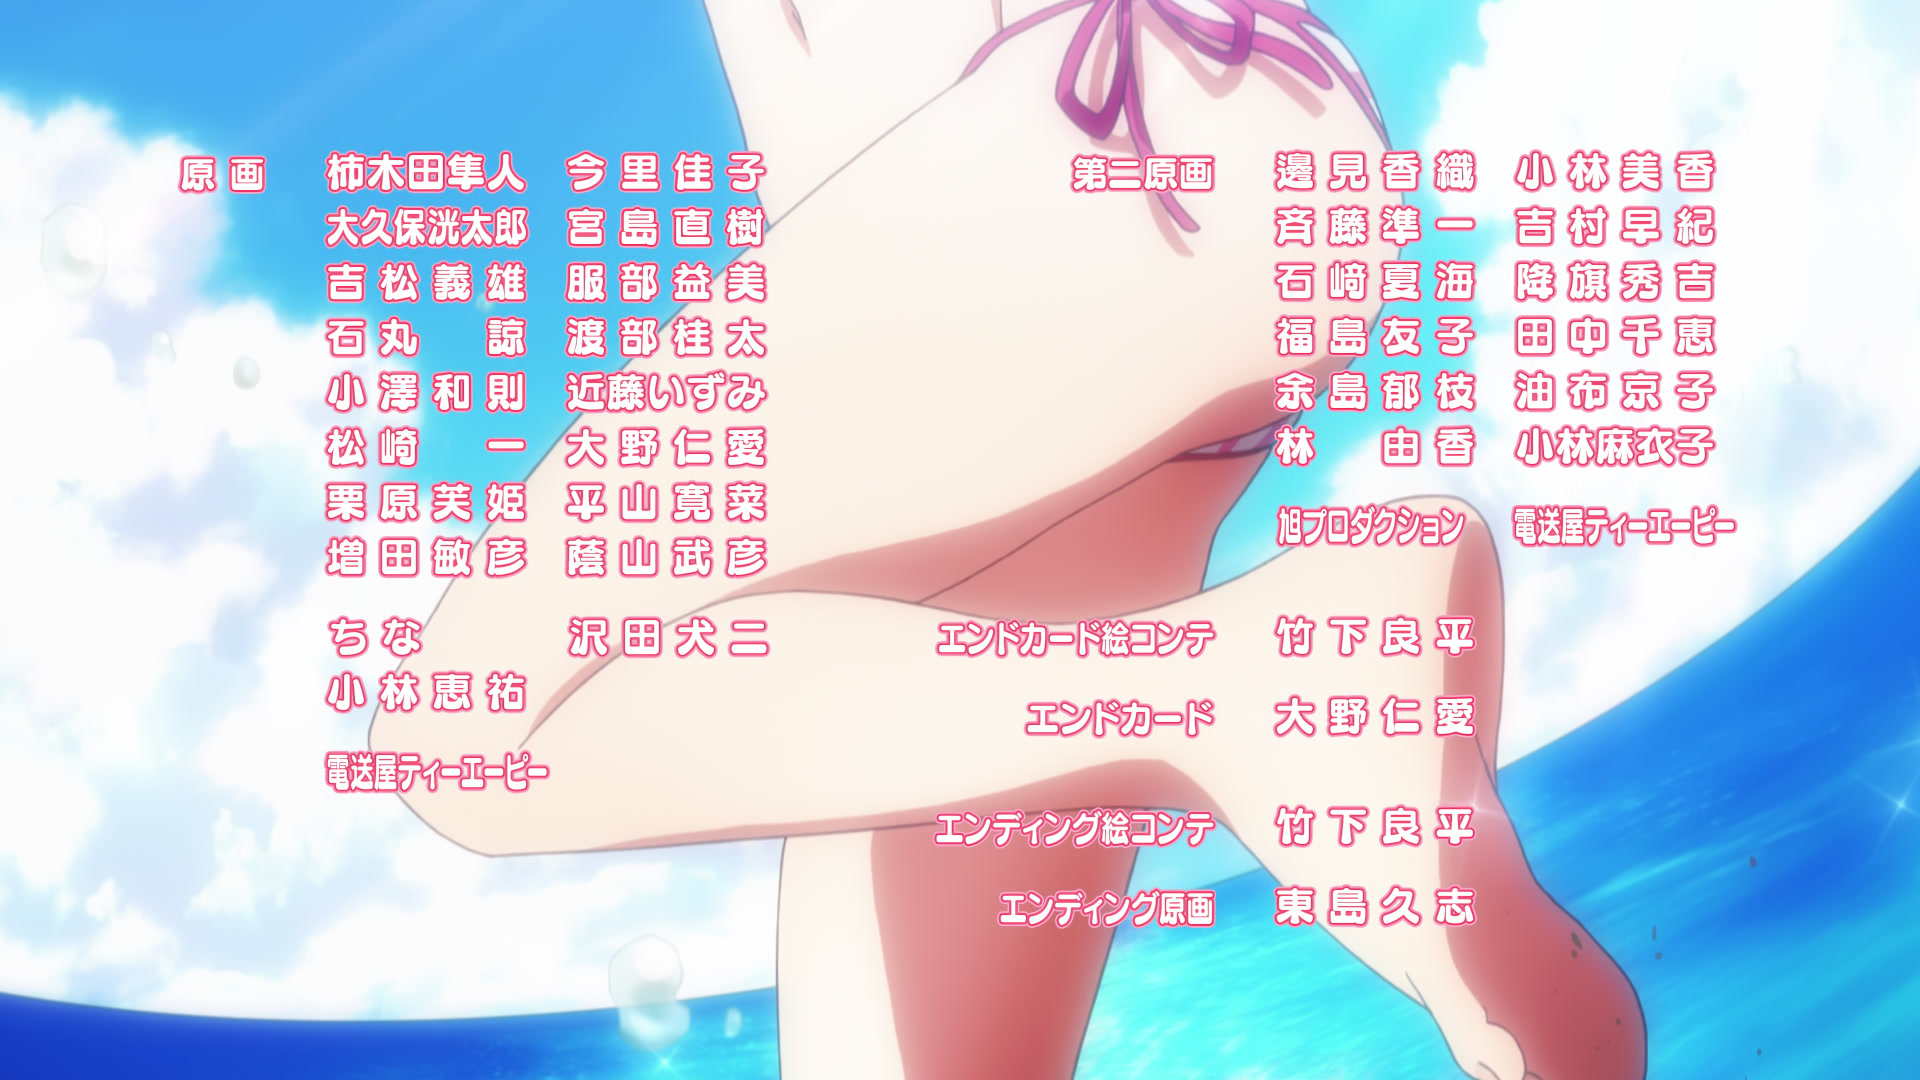 原画 柿木田隼人 今里佳子
大久保洸太郎 宮島直樹
吉松義雄 服部益美
石丸諒 渡部桂太
小澤和則 近藤いずみ
松崎一 大野仁愛
栗原芙姫 平山寛菜
増田敏彦 蔭山武彦
ちな 沢田犬二
小林恵祐
電送屋ティーエーピー
第二原画 邊見香織 小林美香
斉藤準一 吉村早紀
石﨑夏海 降旗秀吉
福島友子 田中千恵
余島郁枝 油布京子
林由香 小林麻衣子
旭プロダクション 電送屋ティーエーピー
エンドカード絵コンテ 竹下良平
エンドカード 大野仁愛
エンディング絵コンテ 竹下良平
エンディング原画 東島久志